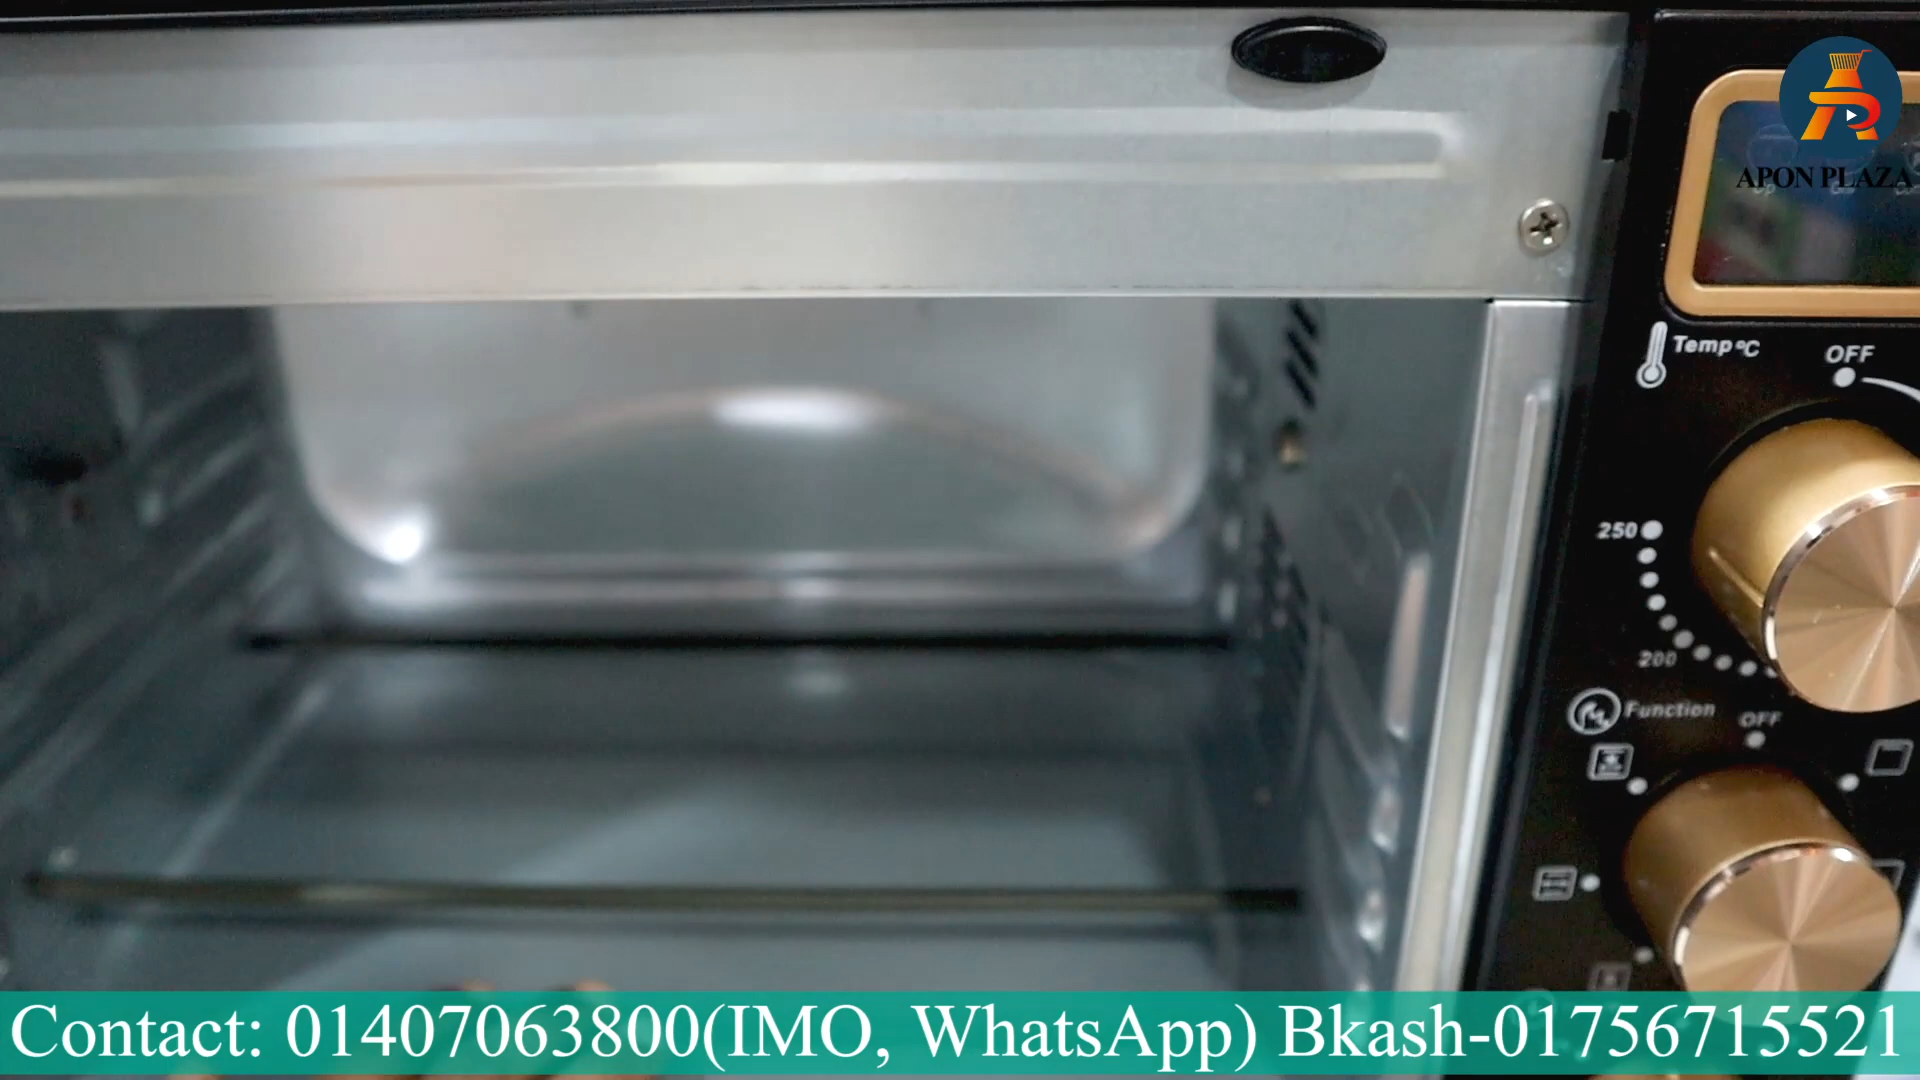 APON PLAZA
Temp °C
OFF
250
200
Function
OFF
Contact: 01407063800(IMO, WhatsApp) Bkash-01756715521